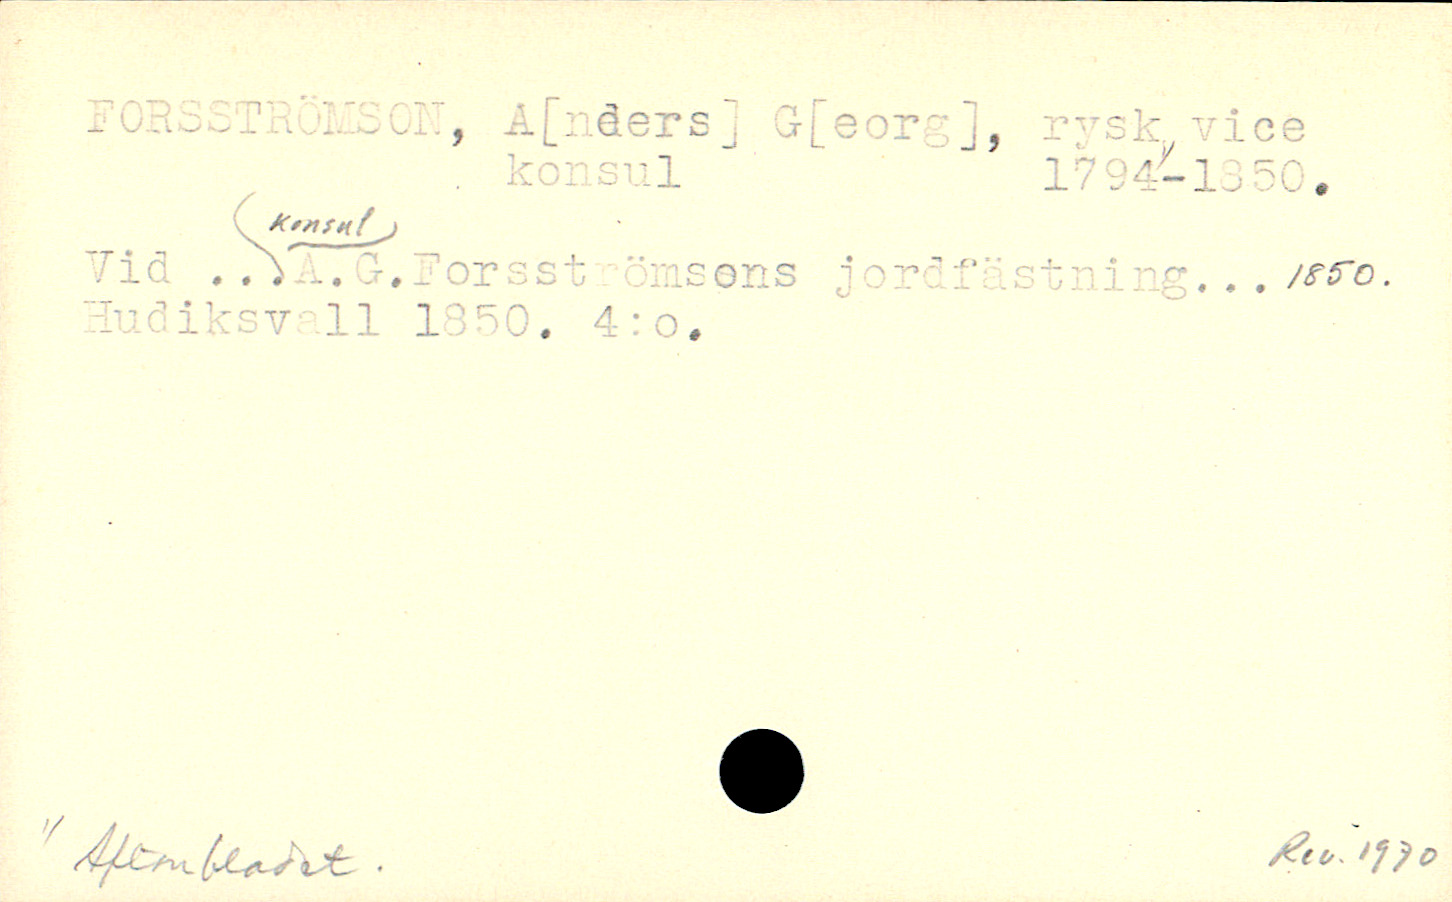 FORSSTRÖMSON, A[nders] G[eorg], rysk vice
konsul 1794"-1850.
Vid ... konsul A.G.Forsströmsons jordfästning... 1850.
Hudiksvall 1850. 4:o.
" Aftonbladet.
Rev. 1970